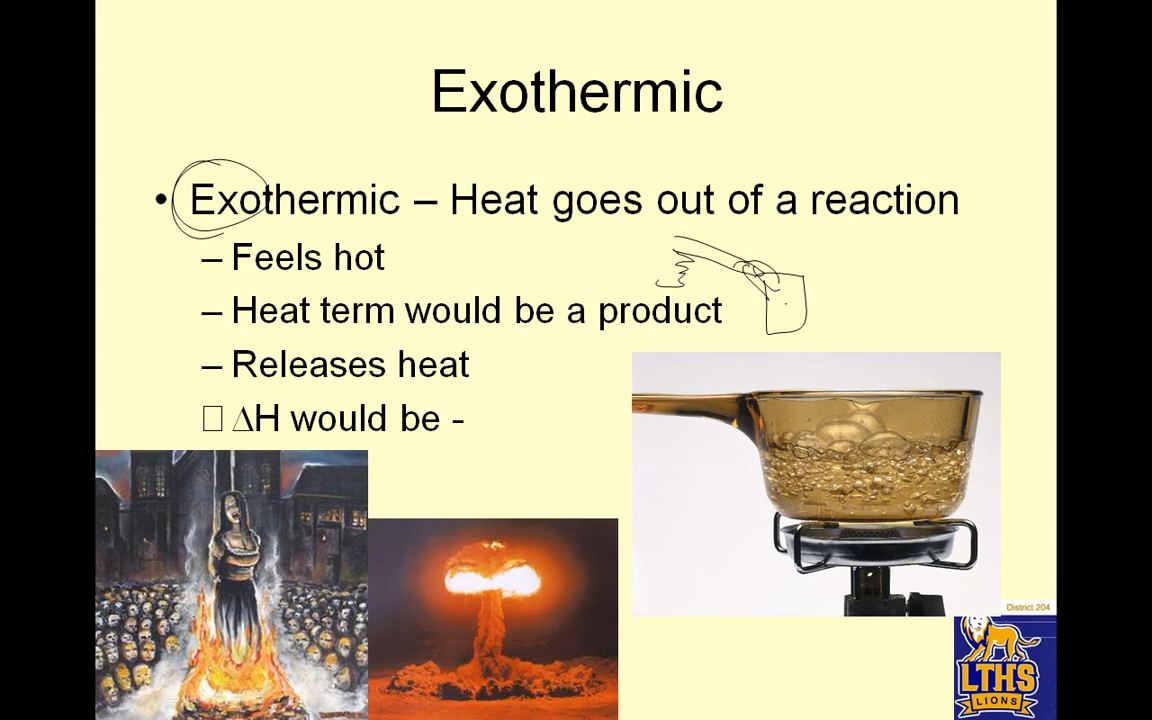 Exothermic
• Exothermic – Heat goes out of a reaction
– Feels hot
– Heat term would be a product
– Releases heat
□ ∆H would be -
District 204
LTHS
LIONS